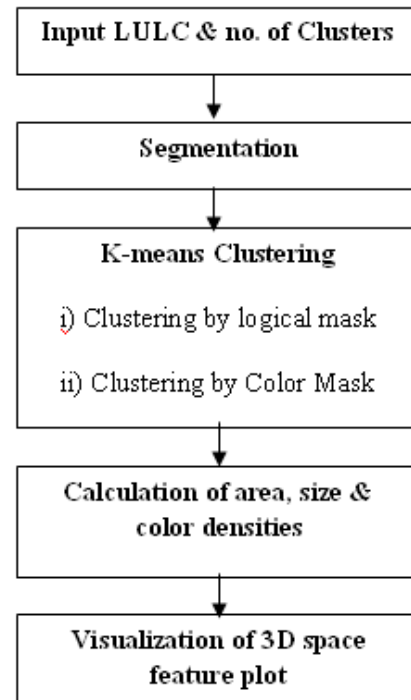 Input LULC & no. of Clusters
Segmentation
K-means Clustering
i) Clustering by logical mask
ii) Clustering by Color Mask
Calculation of area, size &
color densities
Visualization of 3D space
feature plot